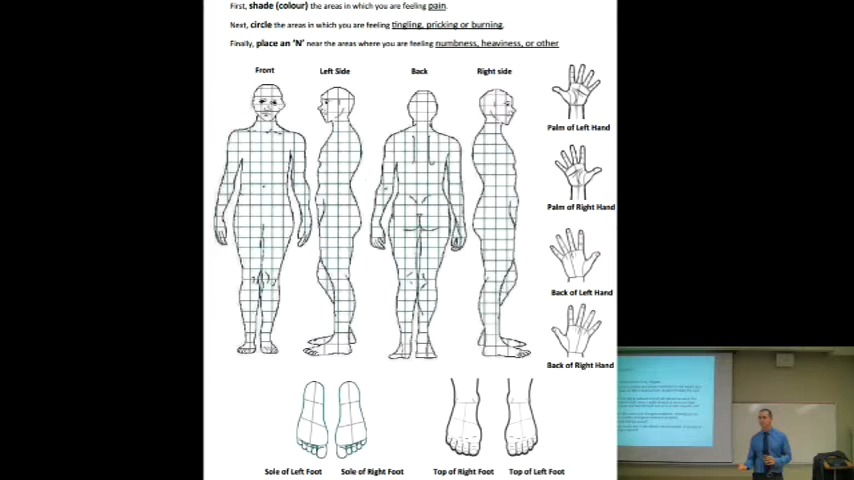 First, shade (colour) the areas in which you are feeling pain.
Next, circle the areas in which you are feeling tingling, pricking or burning.
Finally, place an 'N' near the areas where you are feeling numbness, heaviness, or other
Front Left Side Back Right side
Palm of Left Hand
Palm of Right Hand
Back of Left Hand
Back of Right Hand
Sole of Left Foot Sole of Right Foot Top of Right Foot Top of Left Foot